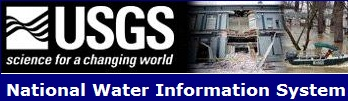 USGS
science for a changing world
National Water Information System